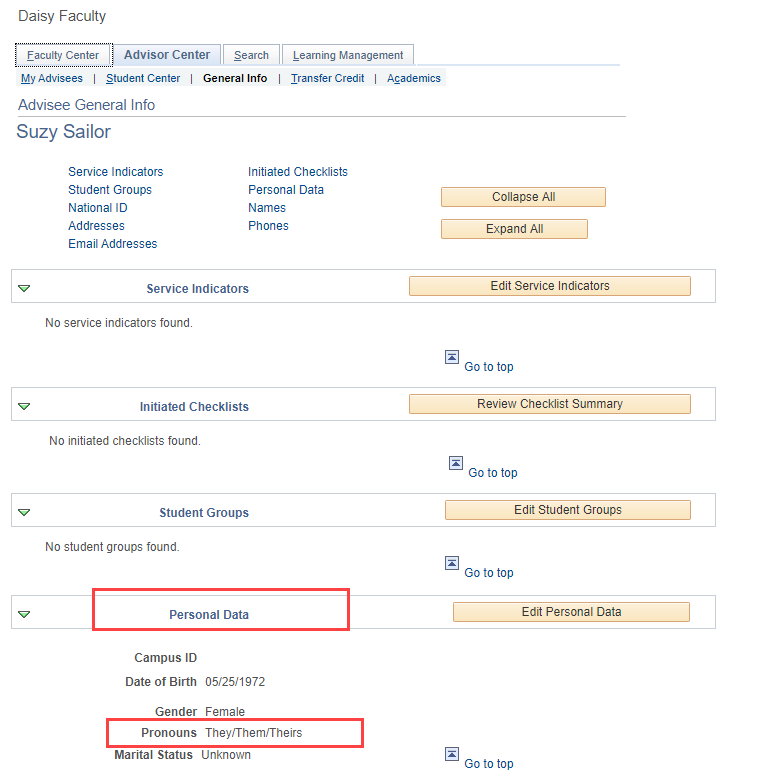 Daisy Faculty
Faculty Center Advisor Center Search Learning Management
My Advisees | Student Center | General Info | Transfer Credit | Academics
Advisee General Info
Suzy Sailor
Service Indicators Initiated Checklists
Student Groups Personal Data
Collapse All
National ID Names
Addresses Phones
Expand All
Email Addresses
Service Indicators Edit Service Indicators
No service indicators found.
Go to top
Initiated Checklists Review Checklist Summary
No initiated checklists found.
Go to top
Student Groups Edit Student Groups
No student groups found.
Go to top
Personal Data Edit Personal Data
Campus ID
Date of Birth 05/25/1972
Gender Female
Pronouns They/Them/Theirs
Marital Status Unknown
Go to top